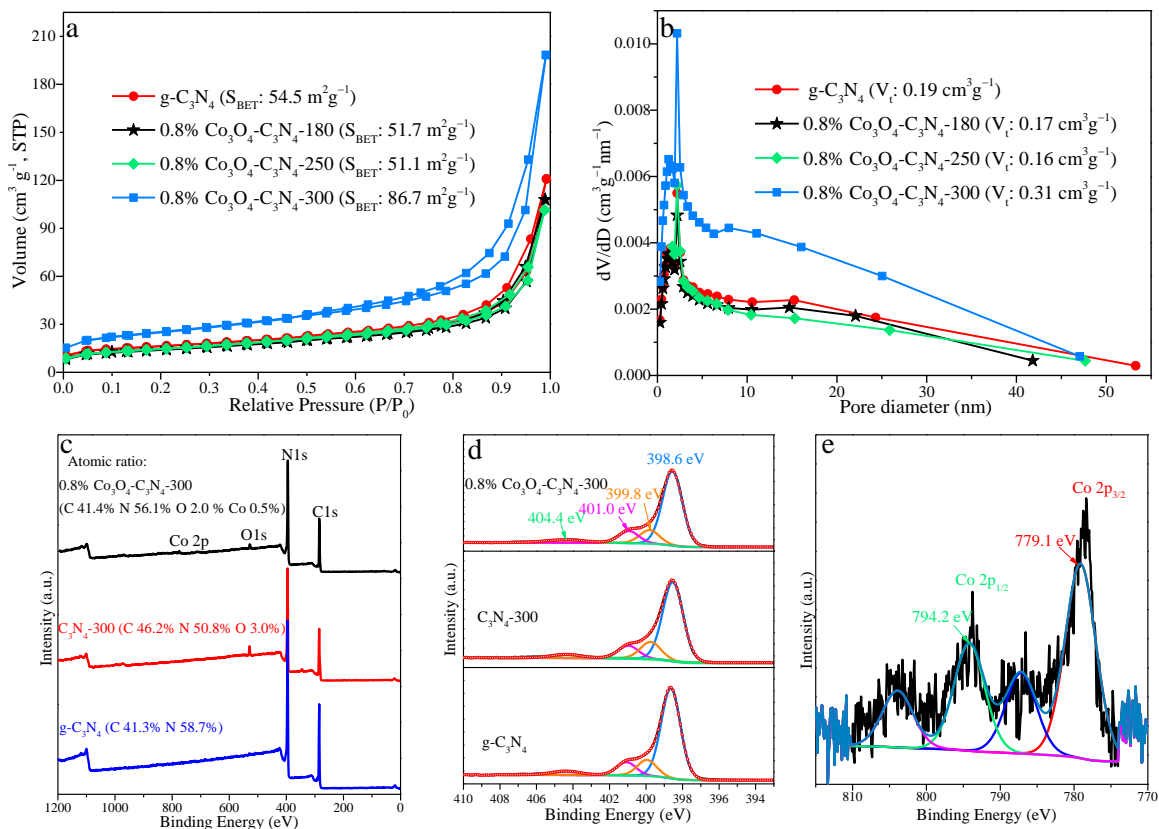 a
210
180
150
120
90
60
30
0
Volume (cm³ g⁻¹, STP)
g-C₃N₄ (S_BET: 54.5 m²g⁻¹)
0.8% Co₃O₄-C₃N₄-180 (S_BET: 51.7 m²g⁻¹)
0.8% Co₃O₄-C₃N₄-250 (S_BET: 51.1 m²g⁻¹)
0.8% Co₃O₄-C₃N₄-300 (S_BET: 86.7 m²g⁻¹)
0.0 0.1 0.2 0.3 0.4 0.5 0.6 0.7 0.8 0.9 1.0
Relative Pressure (P/P₀)
b
0.010
0.008
0.006
0.004
0.002
0.000
dV/dD (cm³g⁻¹nm⁻¹)
g-C₃N₄ (Vₜ: 0.19 cm³g⁻¹)
0.8% Co₃O₄-C₃N₄-180 (Vₜ: 0.17 cm³g⁻¹)
0.8% Co₃O₄-C₃N₄-250 (Vₜ: 0.16 cm³g⁻¹)
0.8% Co₃O₄-C₃N₄-300 (Vₜ: 0.31 cm³g⁻¹)
0 10 20 30 40 50
Pore diameter (nm)
c
Atomic ratio:
0.8% Co₃O₄-C₃N₄-300
(C 41.4% N 56.1% O 2.0 % Co 0.5%)
N1s
C1s
O1s
Co 2p
C₃N₄-300 (C 46.2% N 50.8% O 3.0%)
g-C₃N₄ (C 41.3% N 58.7%)
Intensity (a.u.)
1200 1000 800 600 400 200 0
Binding Energy (eV)
d
398.6 eV
0.8% Co₃O₄-C₃N₄-300
399.8 eV
401.0 eV
404.4 eV
C₃N₄-300
g-C₃N₄
Intensity (a.u.)
410 408 406 404 402 400 398 396 394
Binding Energy (eV)
e
Co 2p₃/₂
779.1 eV
Co 2p₁/₂
794.2 eV
Intensity (a.u.)
810 800 790 780 770
Binding Energy (eV)